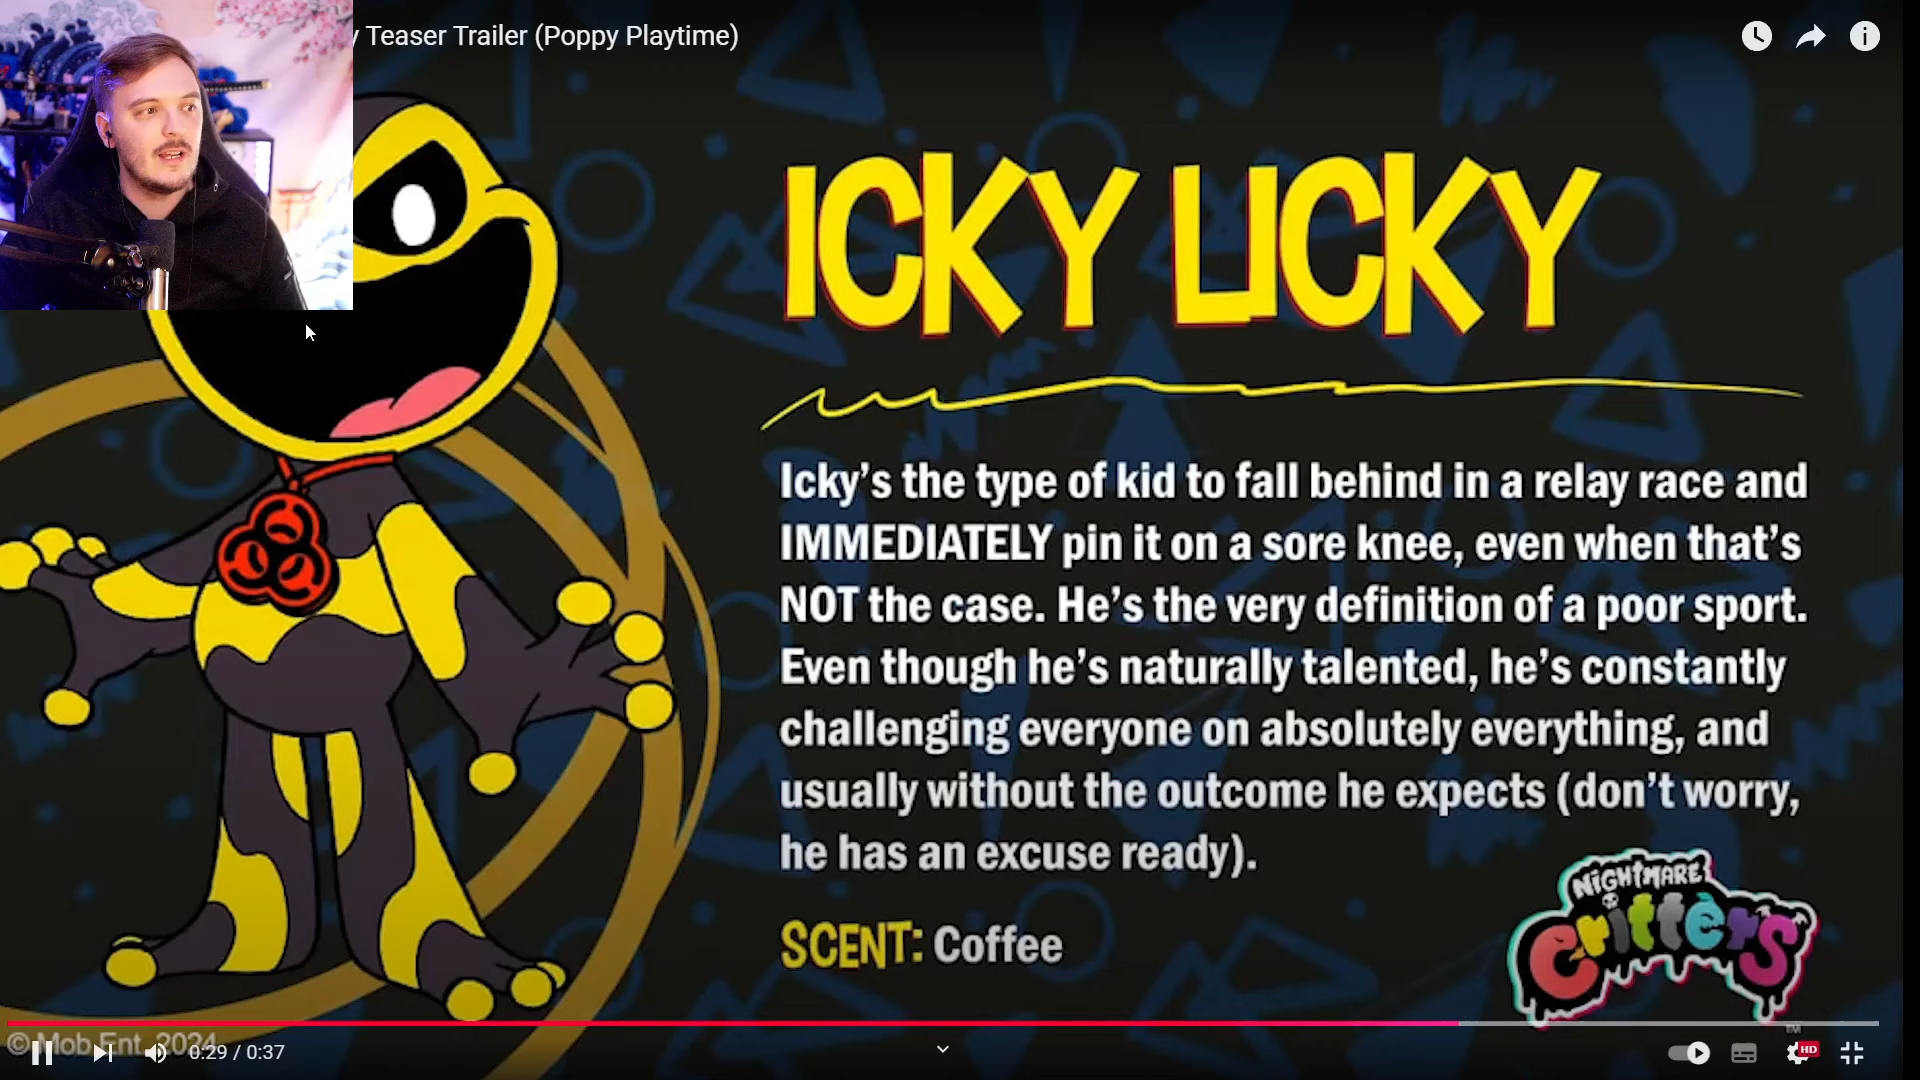 Teaser Trailer (Poppy Playtime)
ICKY LICKY
Icky's the type of kid to fall behind in a relay race and
IMMEDIATELY pin it on a sore knee, even when that's
NOT the case. He's the very definition of a poor sport.
Even though he's naturally talented, he's constantly
challenging everyone on absolutely everything, and
usually without the outcome he expects (don't worry,
he has an excuse ready).
SCENT: Coffee
NIGHTMARE
Critters
TM
© Mob Ent. 2024
0:29 / 0:37
HD